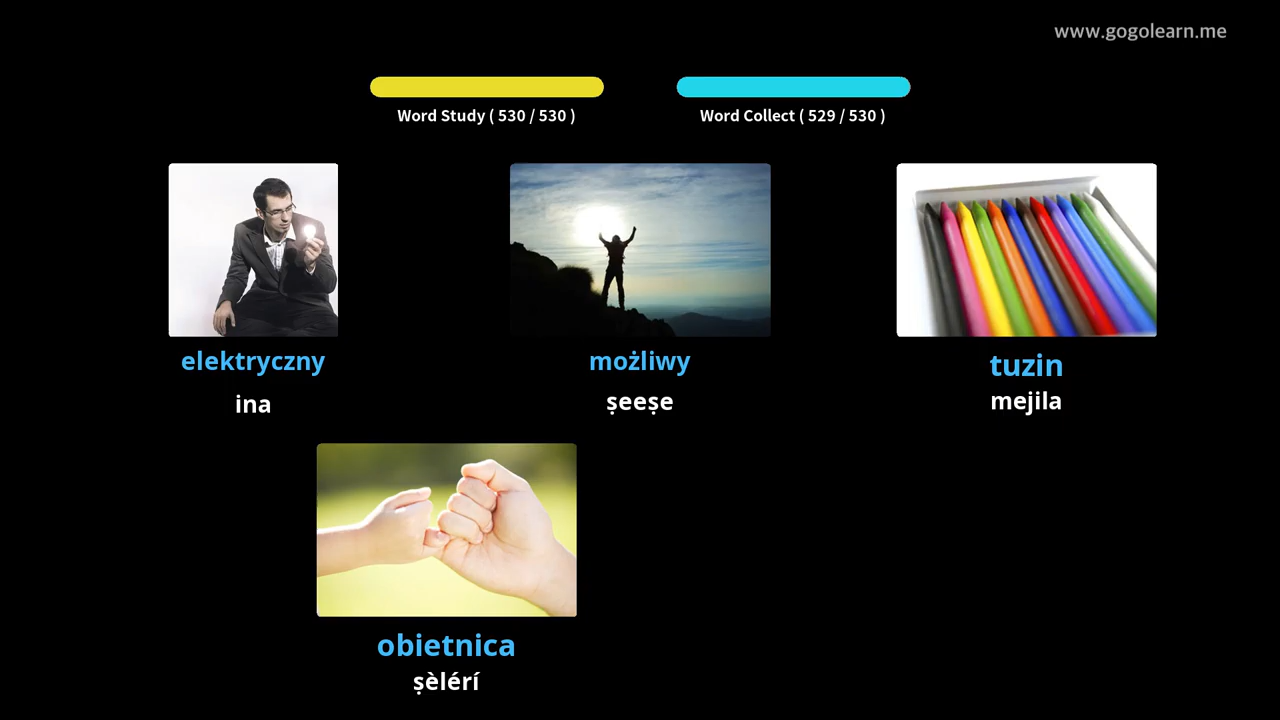 www.gogolearn.me
Word Study ( 530 / 530 )
Word Collect ( 529 / 530 )
elektryczny
ina
możliwy
ṣeeṣe
tuzin
mejila
obietnica
ṣèlérí